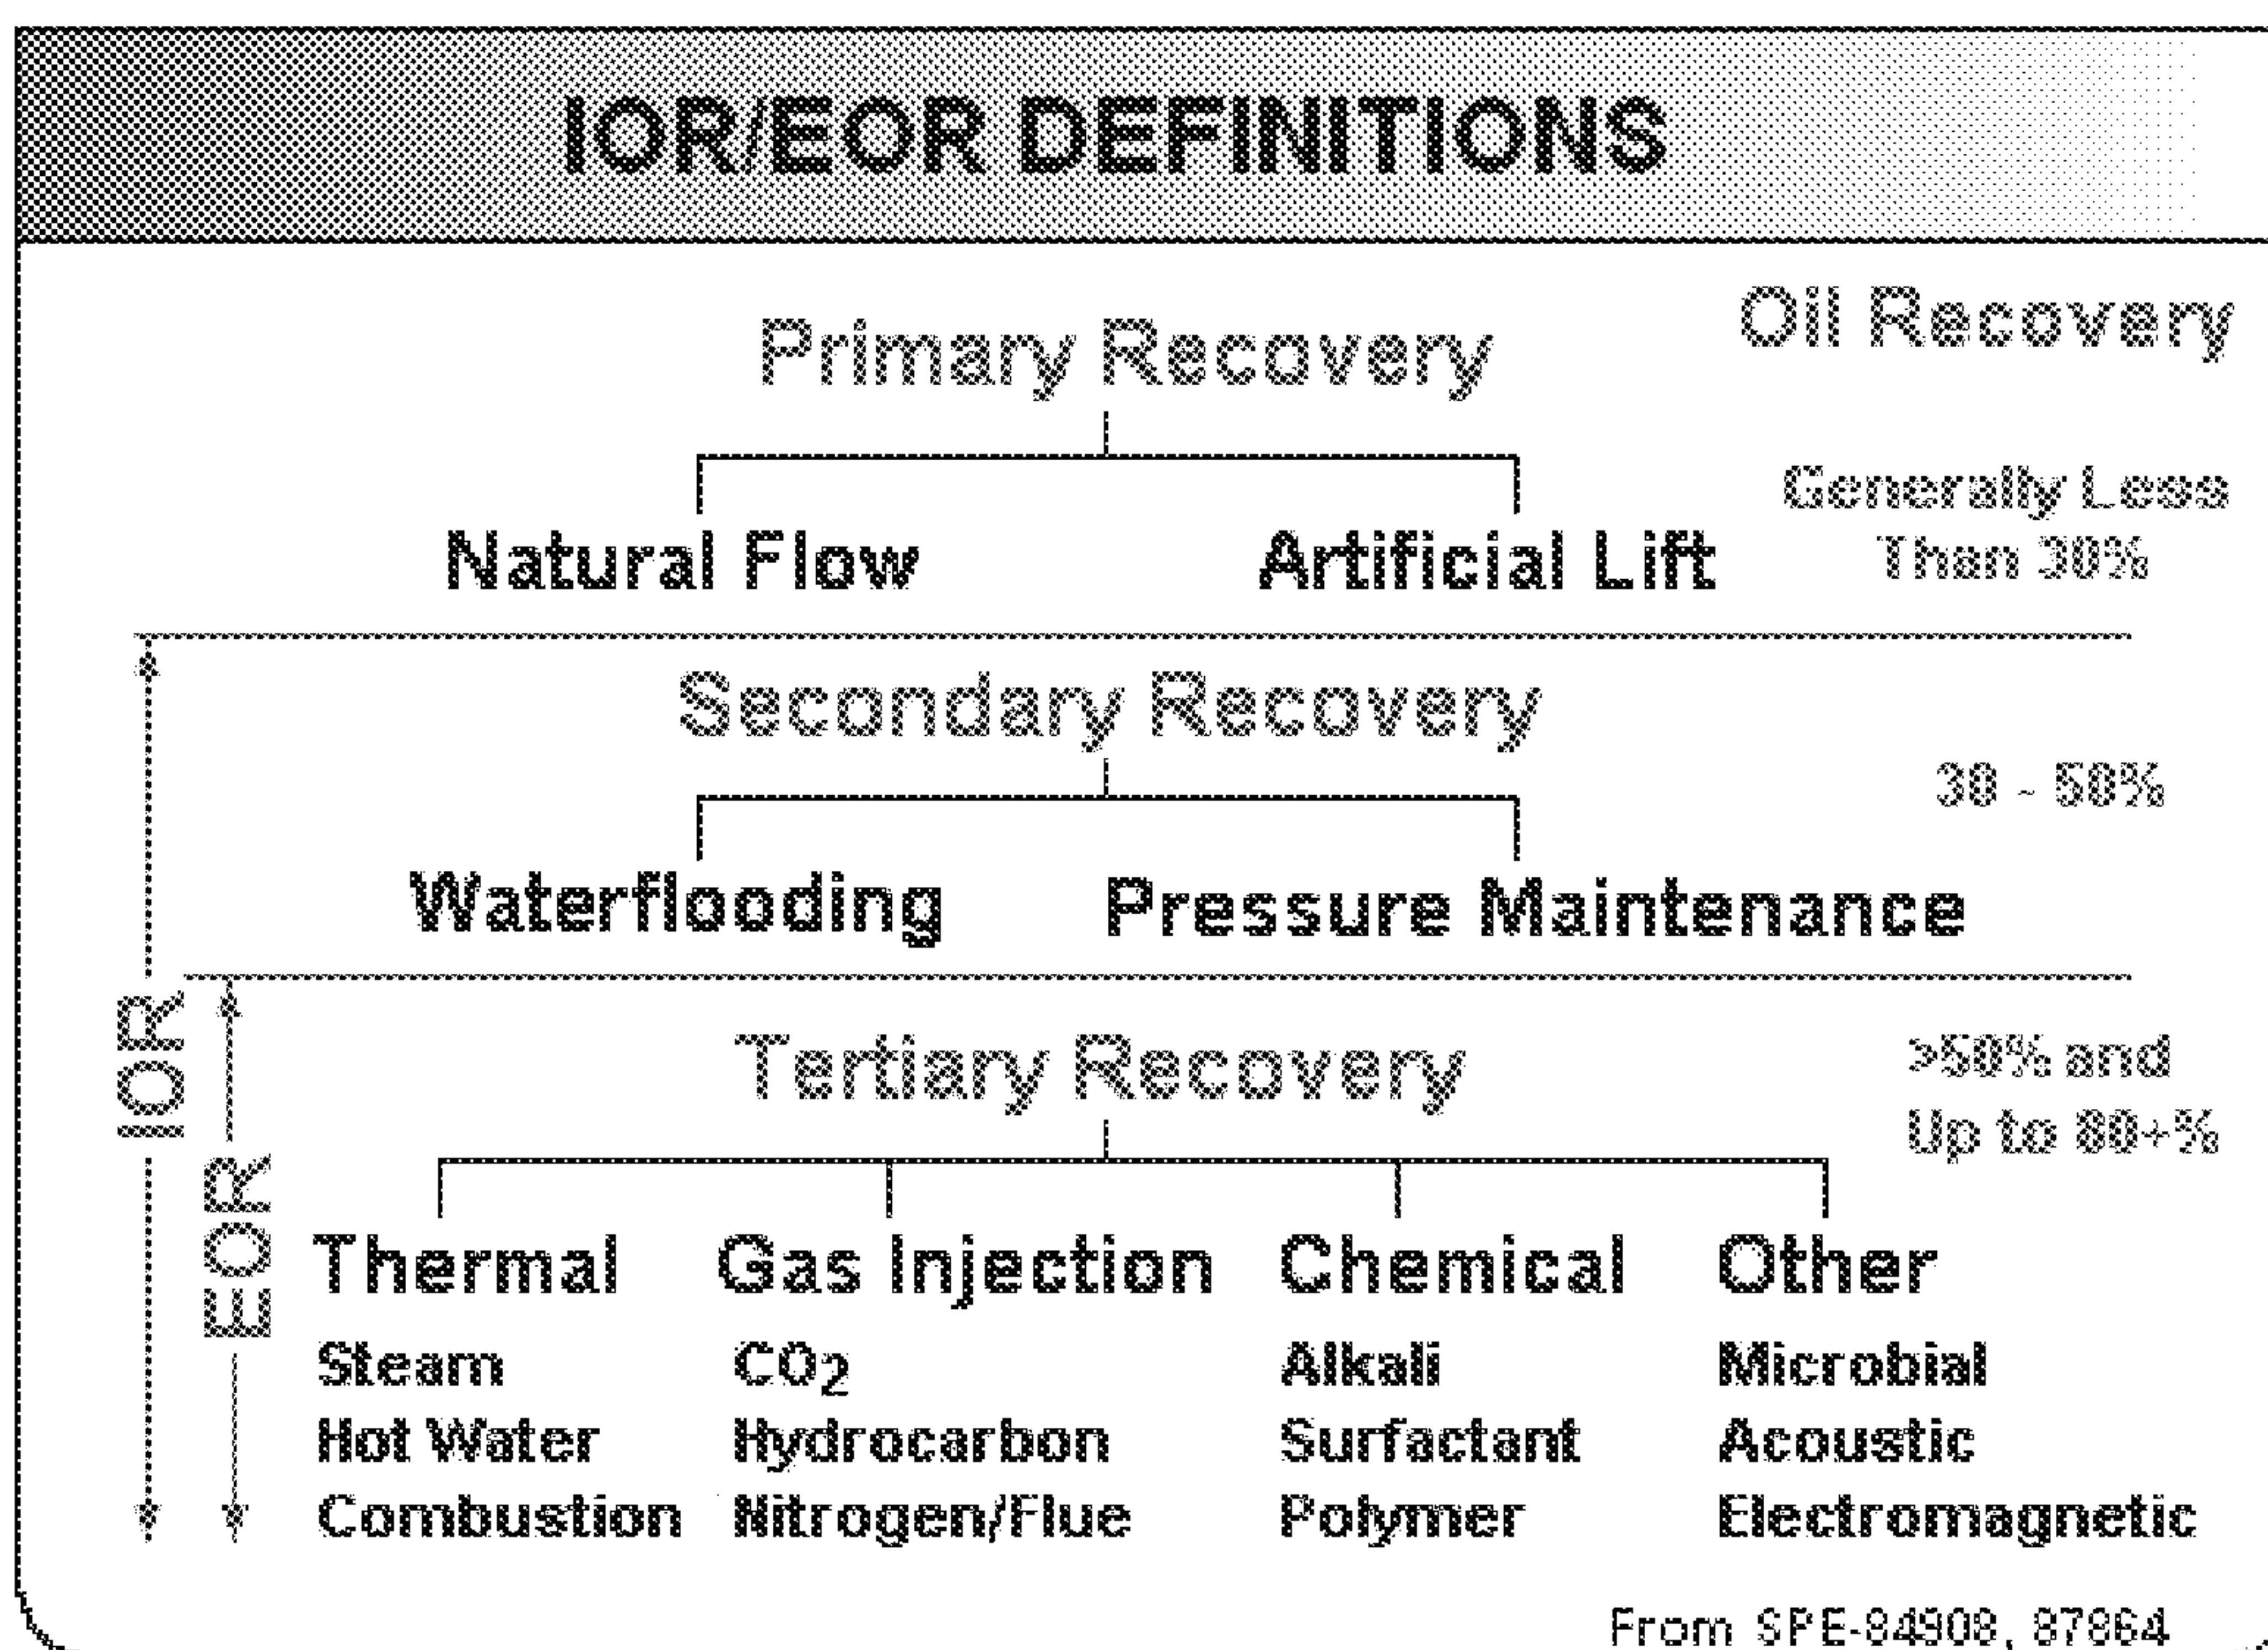 IOR/EOR DEFINITIONS
Oil Recovery
Primary Recovery
Generally Less
Than 30%
Natural Flow Artificial Lift
Secondary Recovery
30 - 50%
Waterflooding Pressure Maintenance
IOR
EOR
Tertiary Recovery
>50% and
Up to 80+%
Thermal Gas Injection Chemical Other
Steam CO₂ Alkali Microbial
Hot Water Hydrocarbon Surfactant Acoustic
Combustion Nitrogen/Flue Polymer Electromagnetic
From SPE-84908, 87864